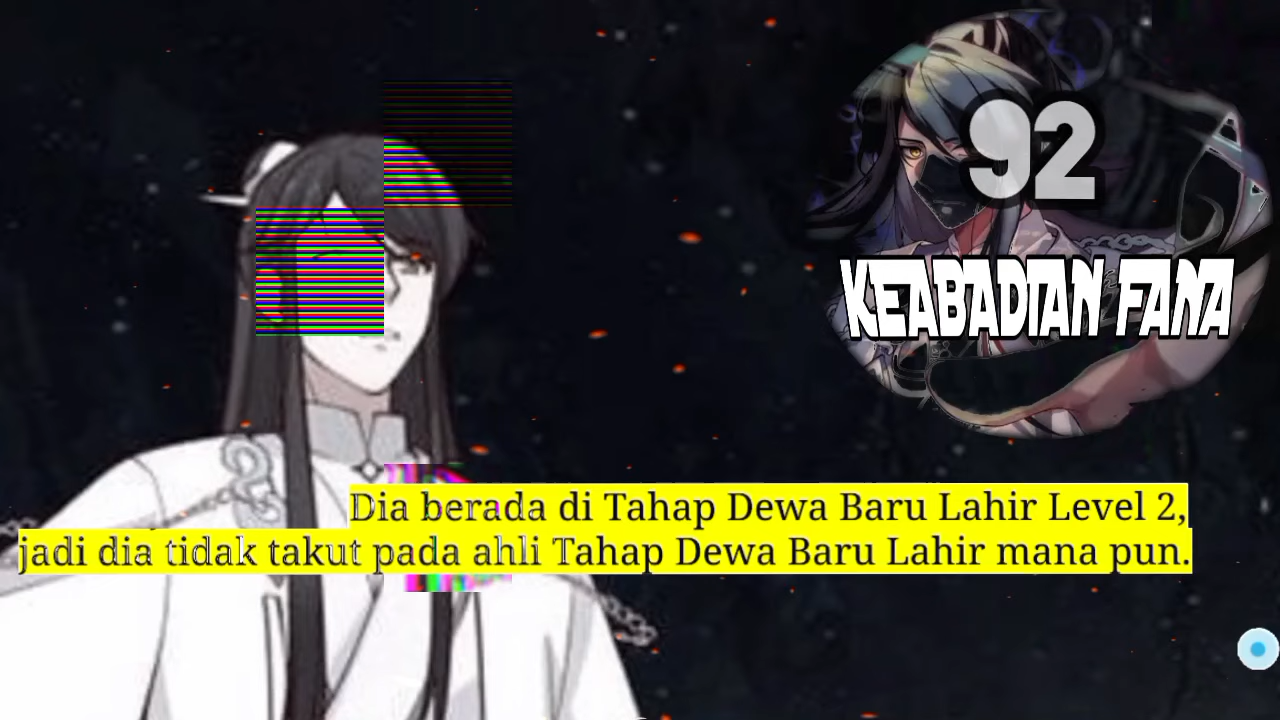 92
KEABADIAN FANA
Dia berada di Tahap Dewa Baru Lahir Level 2,
jadi dia tidak takut pada ahli Tahap Dewa Baru Lahir mana pun.